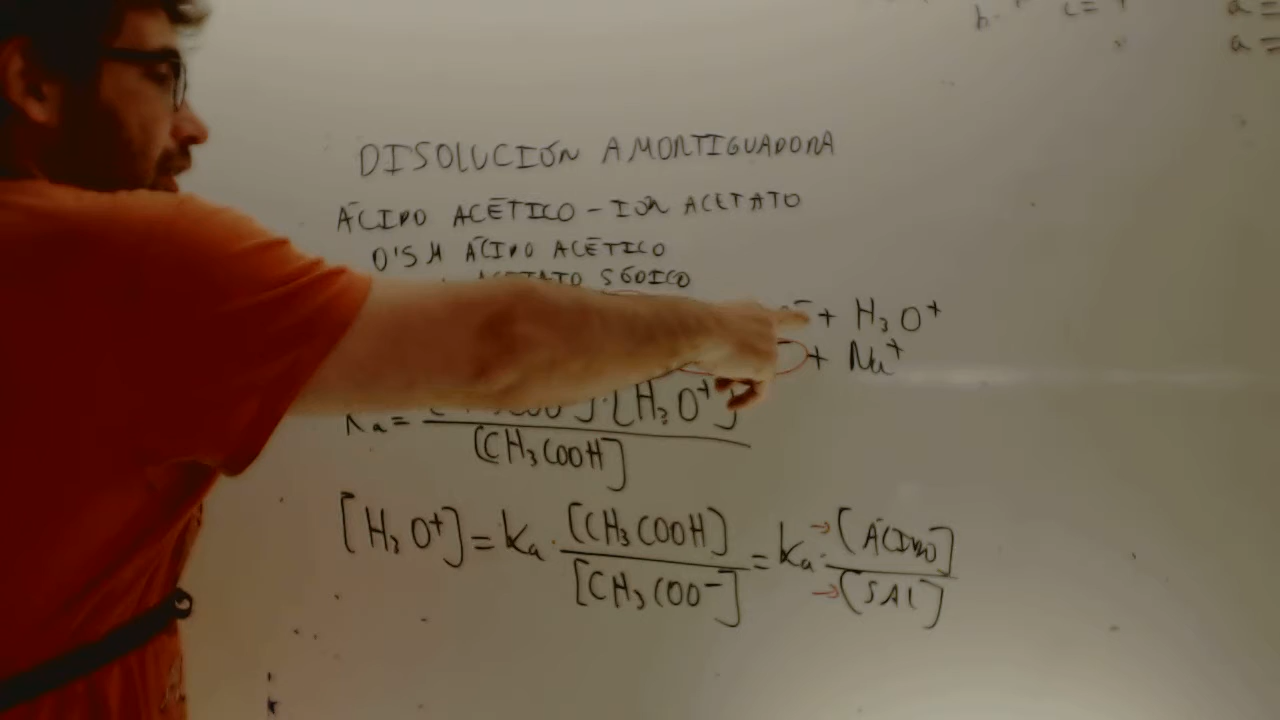 h. c=
a =
a =
DISOLUCIÓN AMORTIGUADORA
ÁCIDO ACÉTICO - ION ACETATO
0'5 M ÁCIDO ACÉTICO
ACETATO SÓDICO
+ H₃O⁺
+ Na⁺
Ka = [CH₃COO⁻]·[H₃O⁺] / [CH₃COOH]
[H₃O⁺] = Ka · [CH₃COOH] / [CH₃COO⁻] = Ka · → [ÁCIDO] / → [SAL]